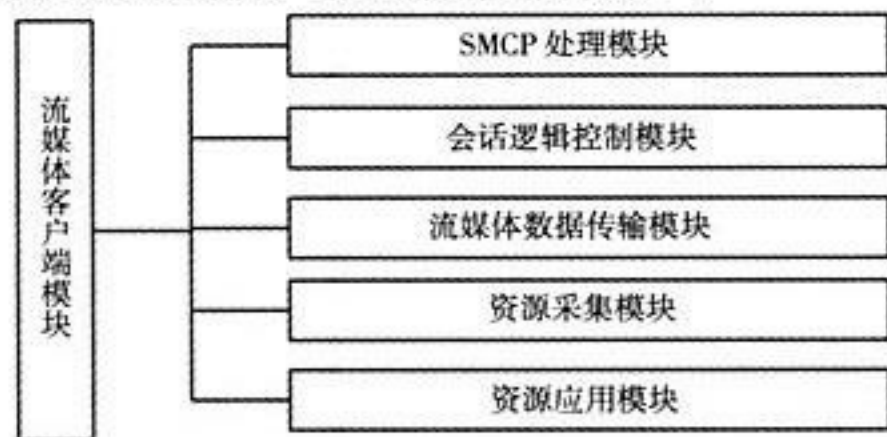 流媒体客户端模块
SMCP 处理模块
会话逻辑控制模块
流媒体数据传输模块
资源采集模块
资源应用模块